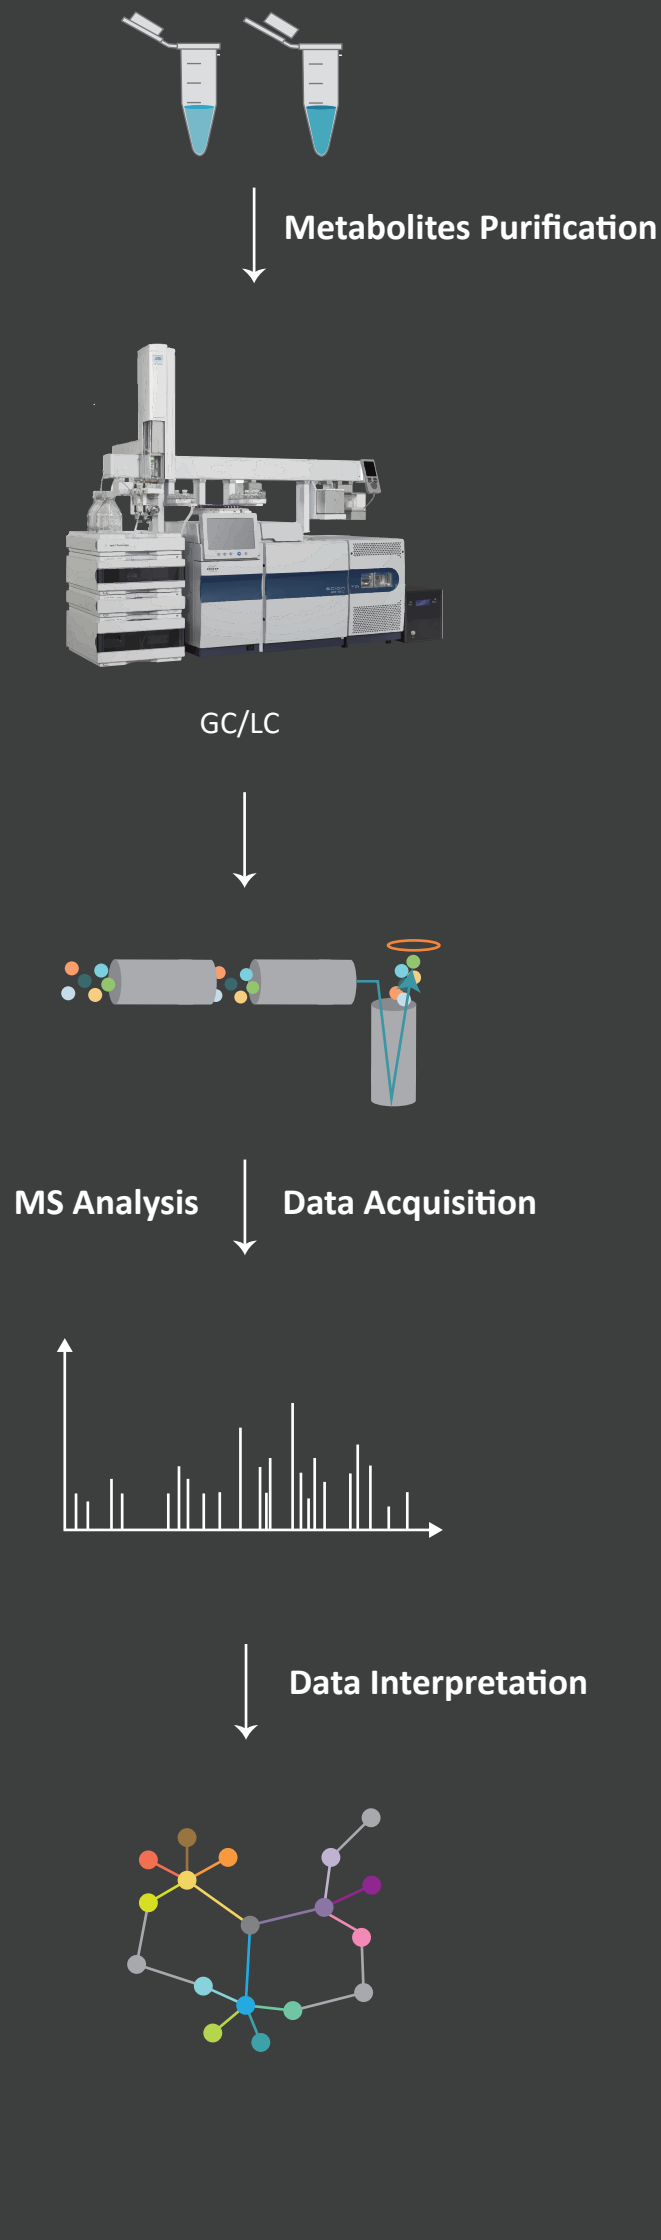 Metabolites Purification
GC/LC
MS Analysis
Data Acquisition
Data Interpretation